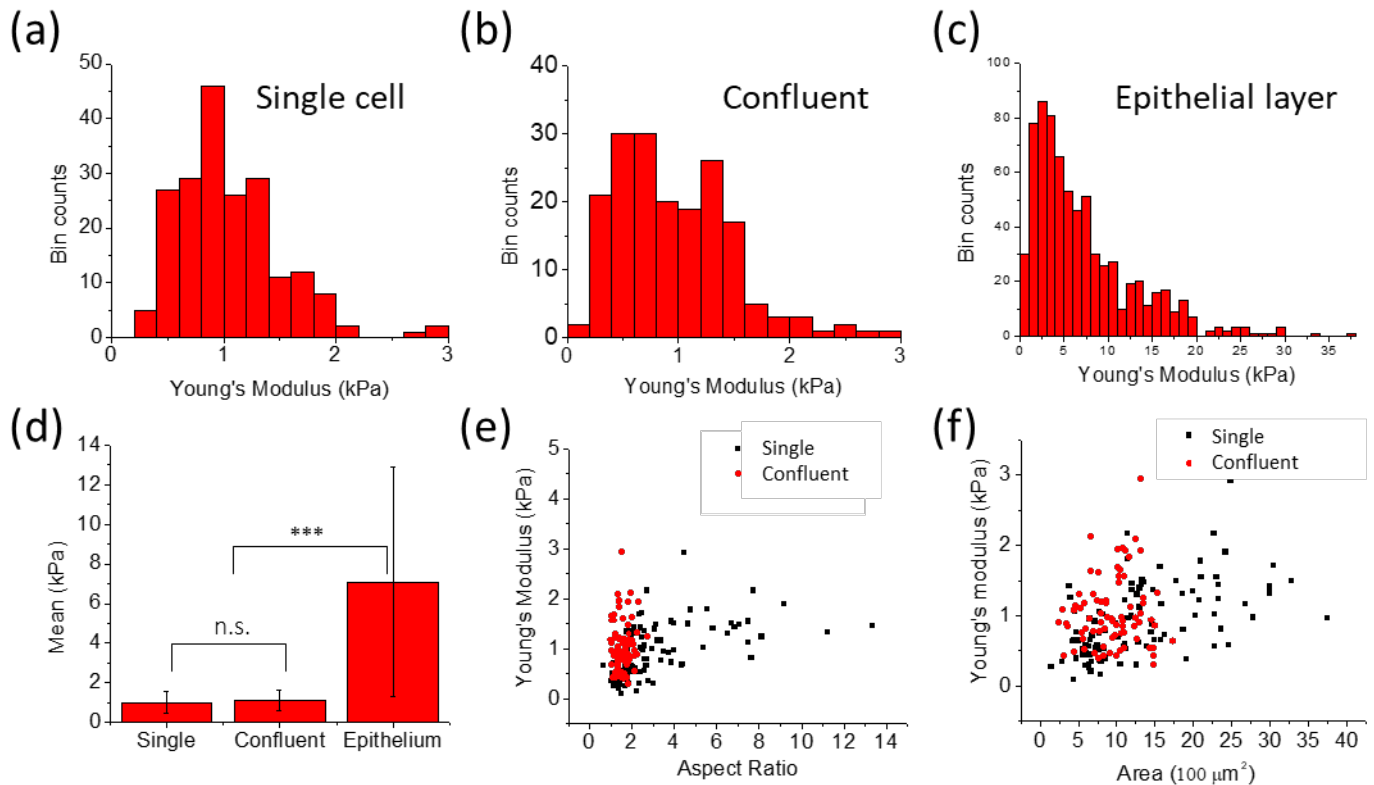 (a)
Single cell
50
40
30
20
10
0
Bin counts
0 1 2 3
Young's Modulus (kPa)
(b)
Confluent
40
30
20
10
0
Bin counts
0 1 2 3
Young's Modulus (kPa)
(c)
Epithelial layer
100
80
60
40
20
0
Bin counts
0 5 10 15 20 25 30 35
Young's Modulus (kPa)
(d)
14
12
10
8
6
4
2
0
Mean (kPa)
n.s.
***
Single Confluent Epithelium
(e)
Single
Confluent
5
4
3
2
1
0
Young's Modulus (kPa)
0 2 4 6 8 10 12 14
Aspect Ratio
(f)
Single
Confluent
3
2
1
0
Young's modulus (kPa)
0 5 10 15 20 25 30 35 40
Area (100 μm²)